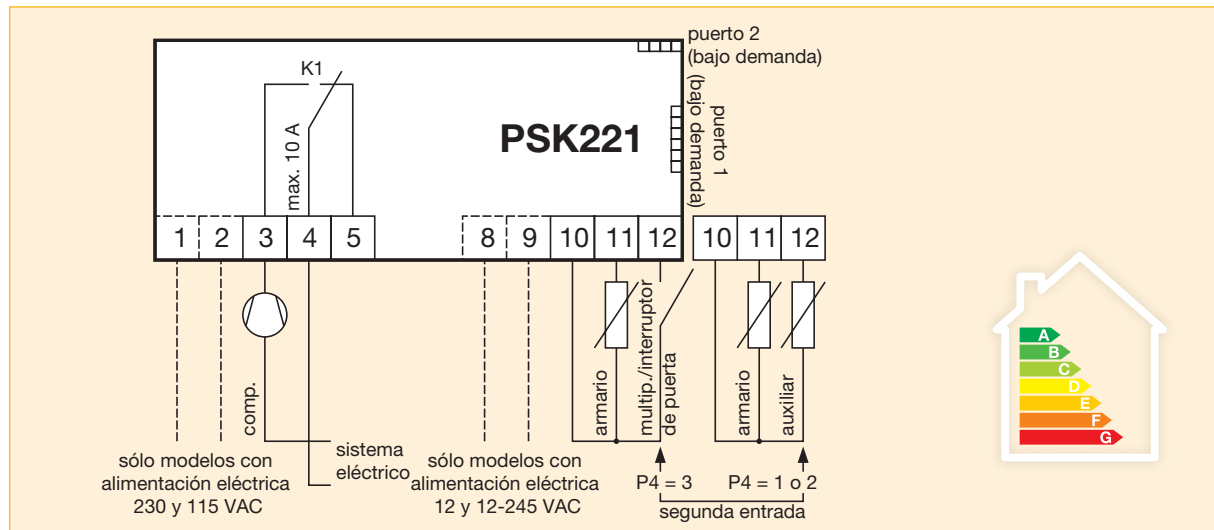 puerto 2
(bajo demanda)
K1
max. 10 A
PSK221
puerto 1
(bajo demanda)
1 2 3 4 5 8 9 10 11 12 10 11 12
comp.
armario
multip./interruptor
de puerta
armario
auxiliar
sistema
eléctrico
sólo modelos con
alimentación eléctrica
230 y 115 VAC
sólo modelos con
alimentación eléctrica
12 y 12-245 VAC
P4 = 3
P4 = 1 o 2
segunda entrada
A
B
C
D
E
F
G